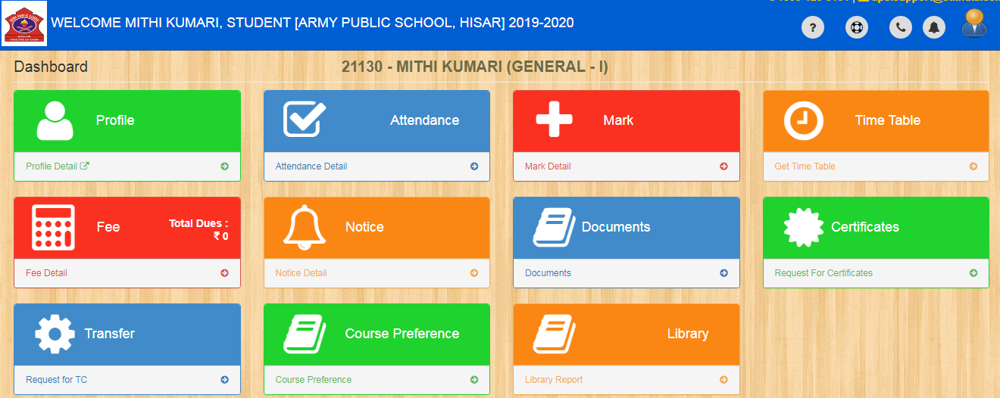 WELCOME MITHI KUMARI, STUDENT [ARMY PUBLIC SCHOOL, HISAR] 2019-2020
?
HISAR
Dashboard
21130 - MITHI KUMARI (GENERAL - I)
Profile
Profile Detail
Attendance
Attendance Detail
Mark
Mark Detail
Time Table
Get Time Table
Fee
Total Dues :
₹ 0
Fee Detail
Notice
Notice Detail
Documents
Documents
Certificates
Request For Certificates
Transfer
Request for TC
Course Preference
Course Preference
Library
Library Report